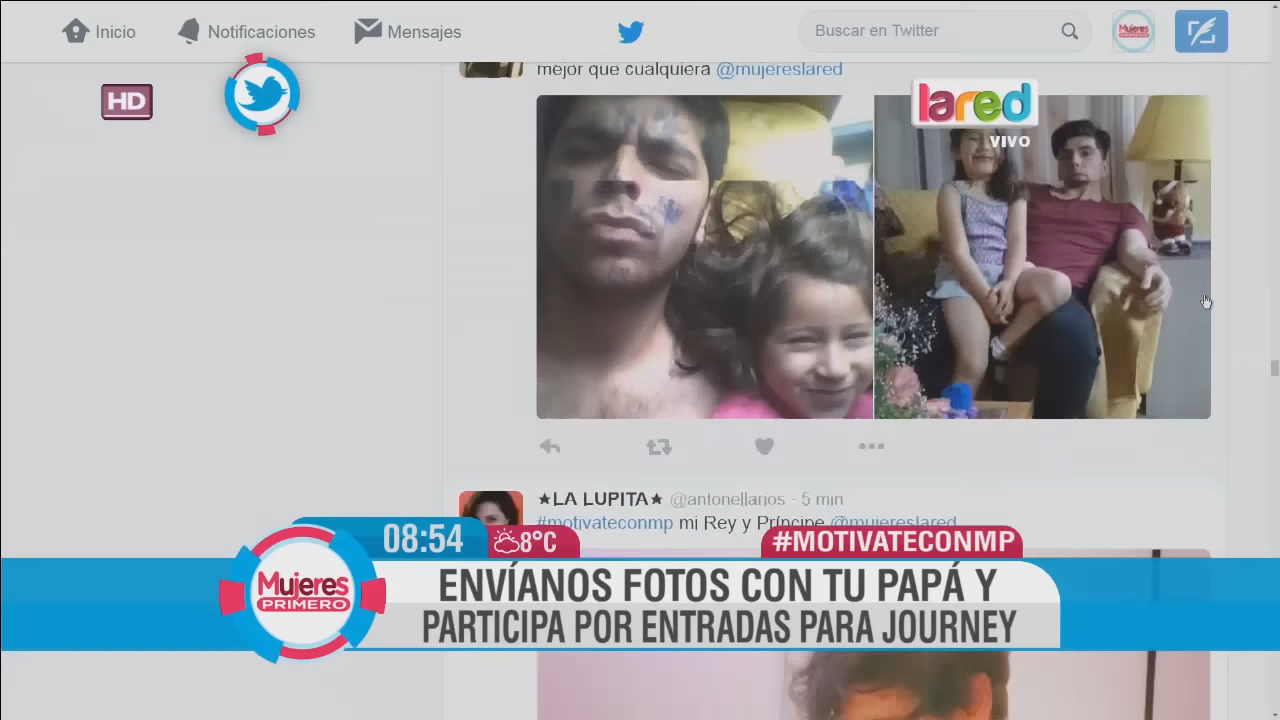 Inicio
Notificaciones
Mensajes
Buscar en Twitter
Mujeres
HD
mejor que cualquiera @mujereslared
lared
VIVO
★LA LUPITA★ @antonellarios - 5 min
#motivateconmp mi Rey y Príncipe @mujereslared
08:54
8°C
#MOTIVATECONMP
Mujeres
PRIMERO
ENVÍANOS FOTOS CON TU PAPÁ Y
PARTICIPA POR ENTRADAS PARA JOURNEY